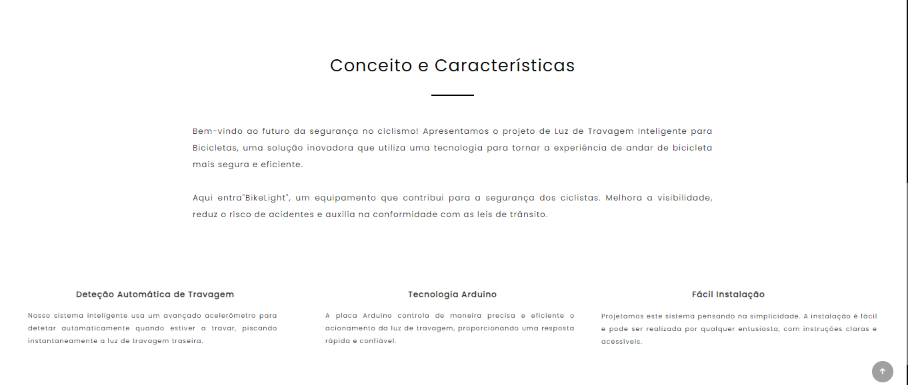 Conceito e Características
Bem-vindo ao futuro da segurança no ciclismo! Apresentamos o projeto de Luz de Travagem Inteligente para
Bicicletas, uma solução inovadora que utiliza uma tecnologia para tornar a experiência de andar de bicicleta
mais segura e eficiente.
Aqui entra"BikeLight", um equipamento que contribui para a segurança dos ciclistas. Melhora a visibilidade,
reduz o risco de acidentes e auxilia na conformidade com as leis de trânsito.
Deteção Automática de Travagem
Nosso sistema inteligente usa um avançado acelerômetro para
detetar automaticamente quando estiver a travar, piscando
instantaneamente a luz de travagem traseira.
Tecnologia Arduino
A placa Arduino controla de maneira precisa e eficiente o
acionamento da luz de travagem, proporcionando uma resposta
rápida e confiável.
Fácil Instalação
Projetamos este sistema pensando na simplicidade. A instalação é fácil
e pode ser realizada por qualquer entusiasta, com instruções claras e
acessíveis.